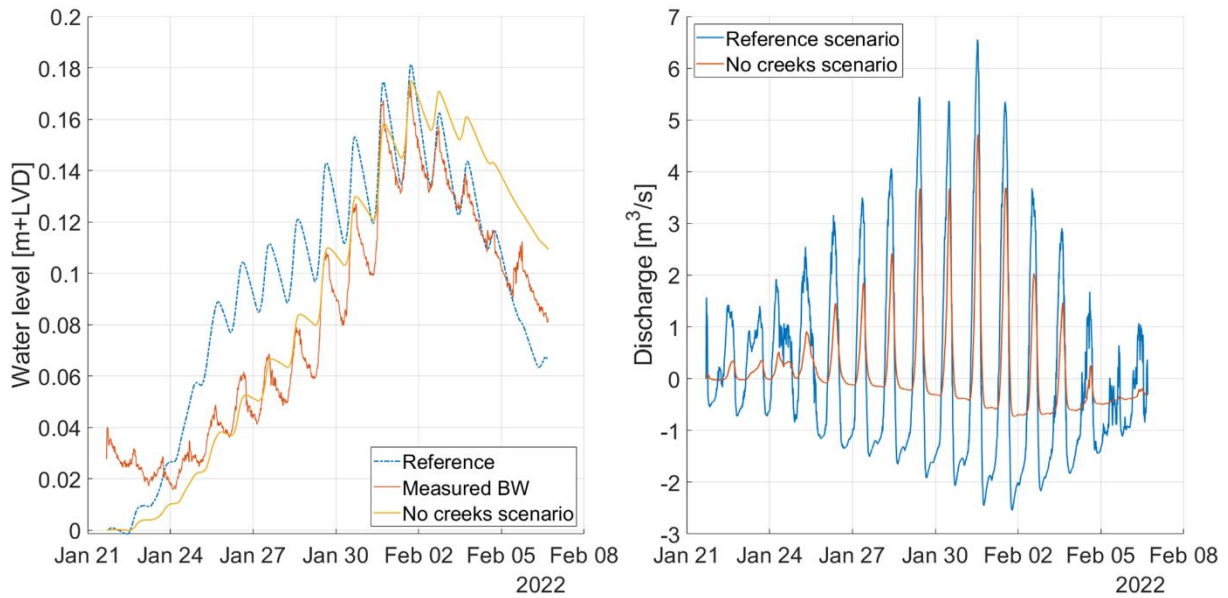 0.2
0.18
0.16
0.14
0.12
0.1
0.08
0.06
0.04
0.02
0
Water level [m+LVD]
Jan 21 Jan 24 Jan 27 Jan 30 Feb 02 Feb 05 Feb 08
2022
Reference
Measured BW
No creeks scenario
7
6
5
4
3
2
1
0
-1
-2
-3
Discharge [m³/s]
Jan 21 Jan 24 Jan 27 Jan 30 Feb 02 Feb 05 Feb 08
2022
Reference scenario
No creeks scenario